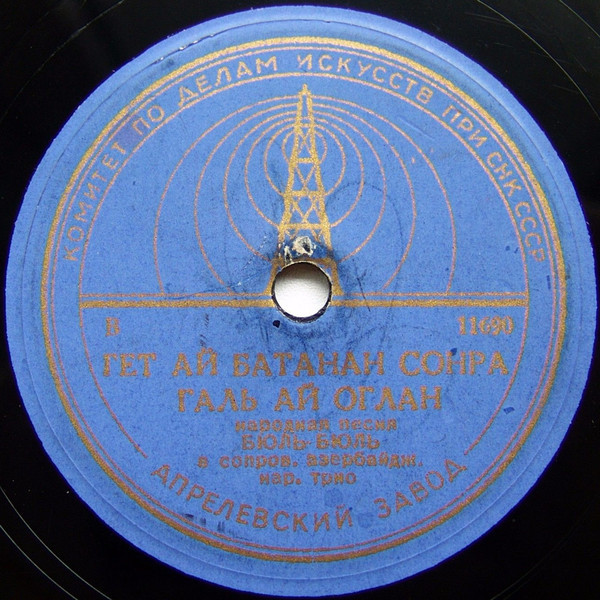 КОМИТЕТ ПО ДЕЛАМ ИСКУССТВ ПРИ СНК СССР
В 11690
ГЕТ АЙ БАТАНАН СОНРА
ГАЛЬ АЙ ОГЛАН
народная песня
БЮЛЬ-БЮЛЬ
в сопров. азербайдж.
нар. трио
АПРЕЛЕВСКИЙ ЗАВОД